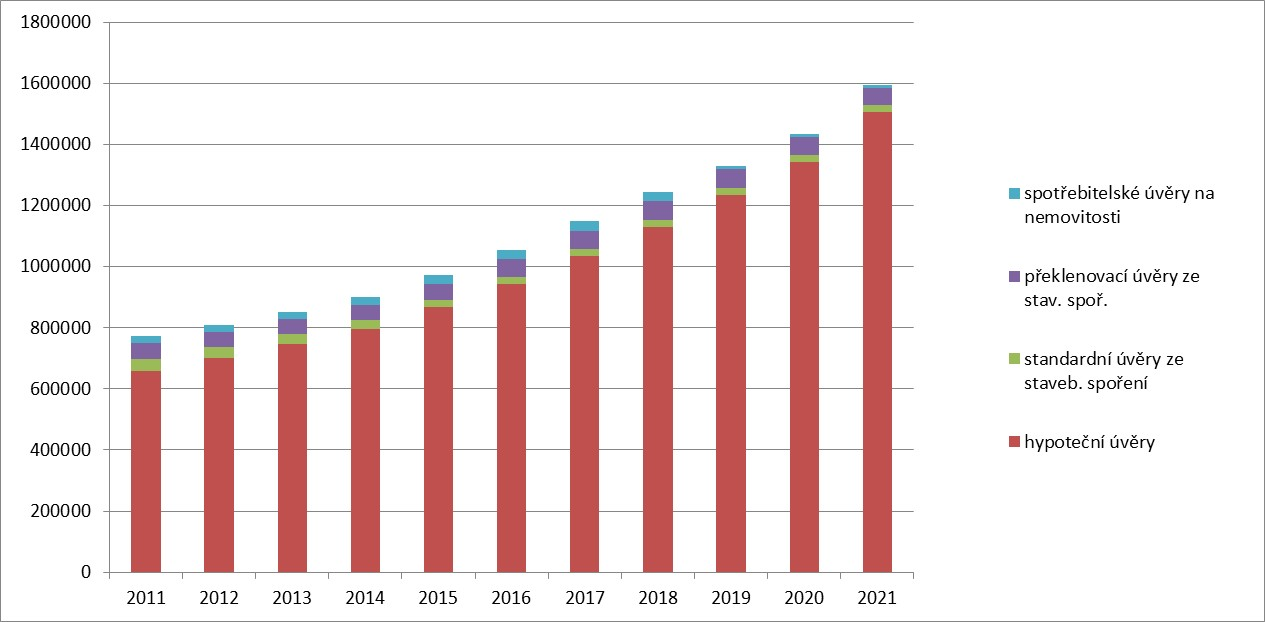 1800000
1600000
1400000
1200000
1000000
800000
600000
400000
200000
0
2011 2012 2013 2014 2015 2016 2017 2018 2019 2020 2021
spotřebitelské úvěry na
nemovitosti
překlenovací úvěry ze
stav. spoř.
standardní úvěry ze
staveb. spoření
hypoteční úvěry